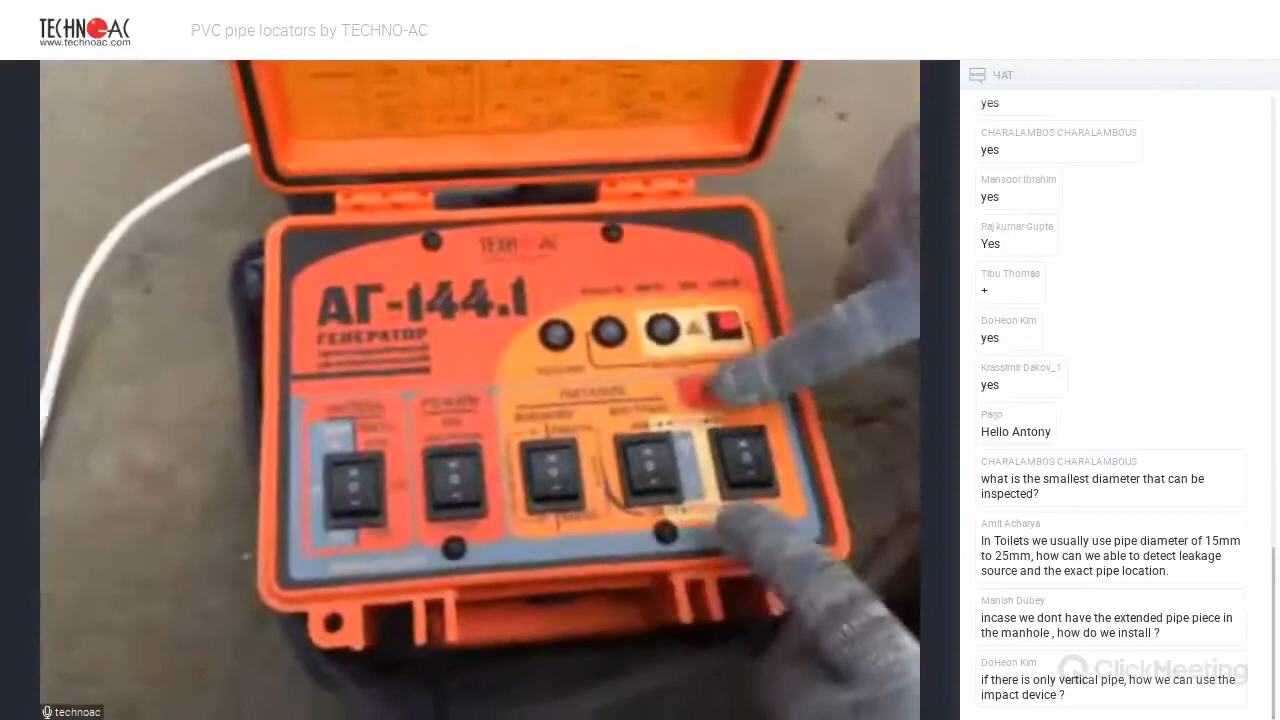 TECHNO-AC
www.technoac.com
PVC pipe locators by TECHNO-AC
ЧАТ
yes
CHARALAMBOS CHARALAMBOUS
yes
Mansoor Ibrahim
yes
Raj kumar Gupta
Yes
Tibu Thomas
+
DoHeon Kim
yes
Krassimir Dakov_1
yes
Parjo
Hello Antony
CHARALAMBOS CHARALAMBOUS
what is the smallest diameter that can be
inspected?
Amit Acharya
In Toilets we usually use pipe diameter of 15mm
to 25mm, how can we able to detect leakage
source and the exact pipe location.
Manish Dubey
incase we dont have the extended pipe piece in
the manhole , how do we install ?
DoHeon Kim
if there is only vertical pipe, how we can use the
impact device ?
ClickMeeting
АГ-144.1
ГЕНЕРАТОР
technoac